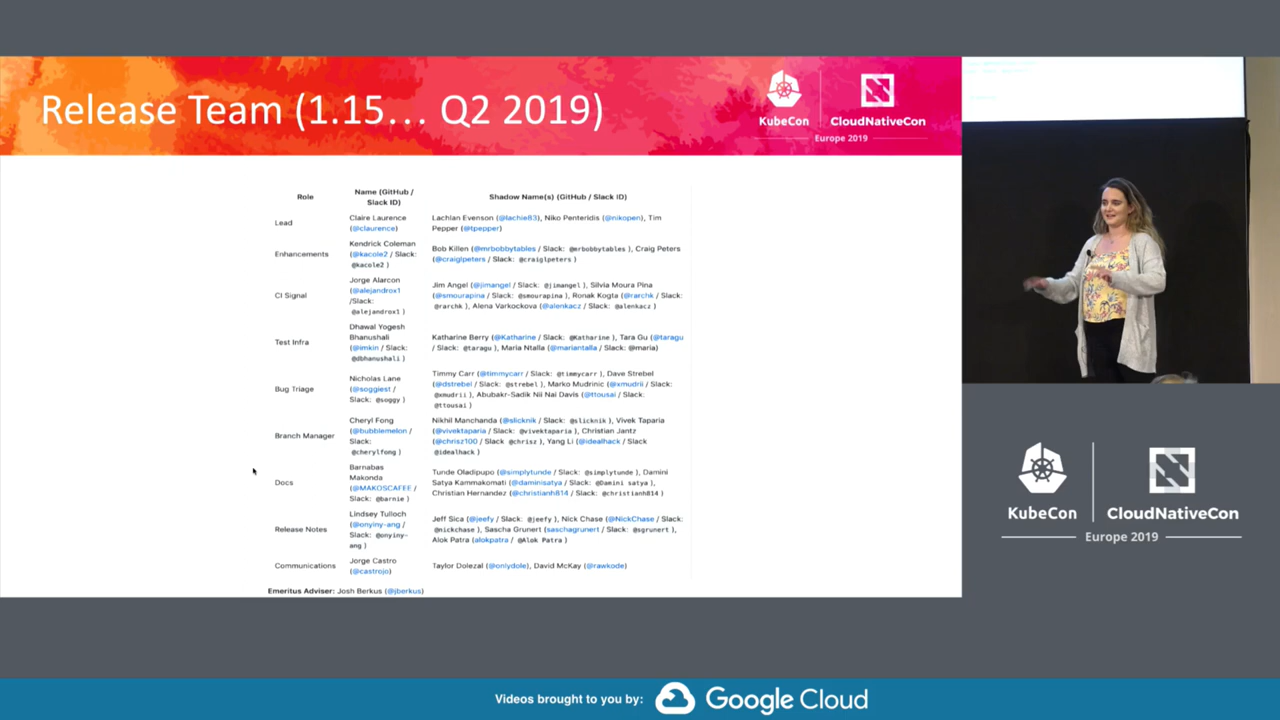 Release Team (1.15... Q2 2019)
KubeCon
CloudNativeCon
Europe 2019
Role
Name (GitHub /
Slack ID)
Shadow Name(s) (GitHub / Slack ID)
Lead
Claire Laurence
(@claurence)
Lachlan Evenson (@lachie83), Niko Penteridis (@nikopen), Tim
Pepper (@tpepper)
Enhancements
Kendrick Coleman
(@kacole2 / Slack:
@kacole2 )
Bob Killen (@mrbobbytables / Slack: @mrbobbytables ), Craig Peters
(@craiglpeters / Slack: @craiglpeters )
CI Signal
Jorge Alarcon
(@alejandrox1
/Slack:
@alejandrox1 )
Jim Angel (@jimangel / Slack: @jimangel ), Silvia Moura Pina
(@smourapina / Slack: @smourapina ), Ronak Kogta (@rarchk / Slack:
@rarchk ), Alena Varkockova (@alenkacz / Slack: @alenkacz )
Test Infra
Dhawal Yogesh
Bhanushali
(@imkin / Slack:
@dbhanushali )
Katharine Berry (@Katharine / Slack: @Katharine ), Tara Gu (@taragu
/ Slack: @taragu ), Maria Ntalla (@mariantalla / Slack: @maria)
Bug Triage
Nicholas Lane
(@soggiest /
Slack: @soggy )
Timmy Carr (@timmycarr / Slack: @timmycarr ), Dave Strebel
(@dstrebel / Slack: @strebel ), Marko Mudrinic (@xmudrii / Slack:
@xmudrii ), Abubakr-Sadik Nii Nai Davis (@ttousai / Slack:
@ttousai )
Branch Manager
Cheryl Fong
(@bubblemelon /
Slack:
@cherylfong )
Nikhil Manchanda (@slicknik / Slack: @slicknik ), Vivek Taparia
(@vivektaparia / Slack: @vivektaparia ), Christian Jantz
(@chrisz100 / Slack @chrisz ), Yang Li (@idealhack / Slack
@idealhack )
Docs
Barnabas
Makonda
(@MAKOSCAFEE /
Slack: @barnie )
Tunde Oladipupo (@simplytunde / Slack: @simplytunde ), Damini
Satya Kammakomati (@daminisatya / Slack: @Damini satya ),
Christian Hernandez (@christianh814 / Slack: @christianh814 )
Release Notes
Lindsey Tulloch
(@onyiny-ang /
Slack: @onyiny-
ang )
Jeff Sica (@jeefy / Slack: @jeefy ), Nick Chase (@NickChase / Slack:
@nickchase ), Sascha Grunert (saschagrunert / Slack: @sgrunert ),
Alok Patra (alokpatra / @Alok Patra )
Communications
Jorge Castro
(@castrojo)
Taylor Dolezal (@onlydole), David McKay (@rawkode)
Emeritus Adviser: Josh Berkus (@jberkus)
KubeCon
CloudNativeCon
Europe 2019
Videos brought to you by:
Google Cloud